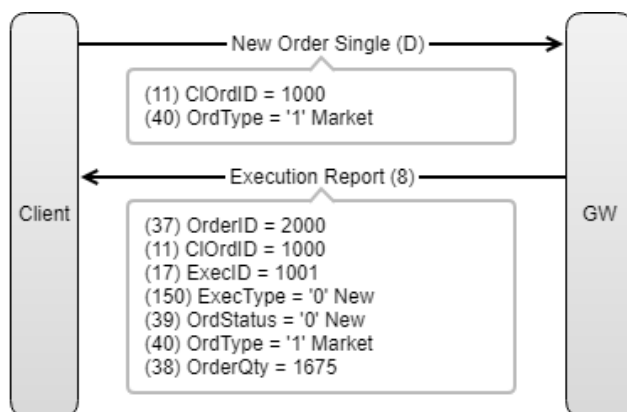 New Order Single (D)
(11) ClOrdID = 1000
(40) OrdType = '1' Market
Execution Report (8)
Client
GW
(37) OrderID = 2000
(11) ClOrdID = 1000
(17) ExecID = 1001
(150) ExecType = '0' New
(39) OrdStatus = '0' New
(40) OrdType = '1' Market
(38) OrderQty = 1675